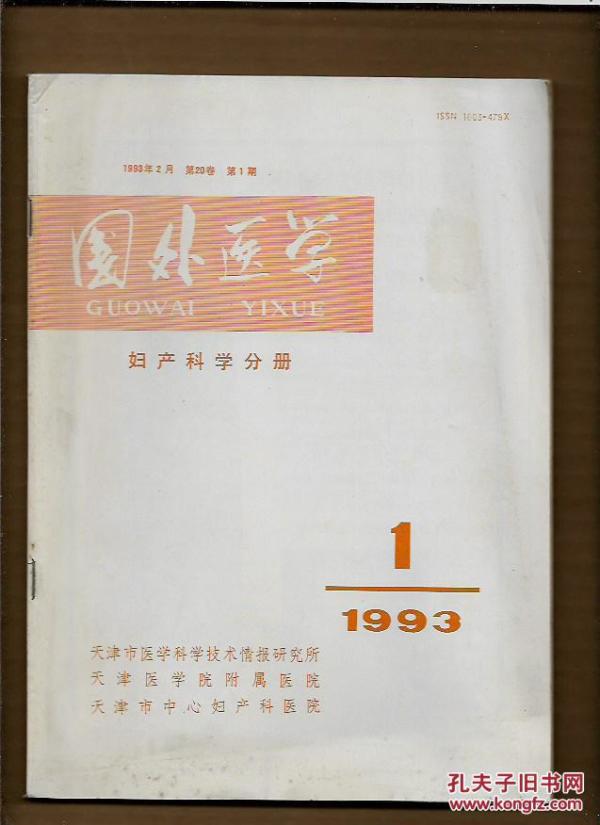 ISSN 1003-479X
1993年2月 第20卷 第1期
国外医学
GUOWAI YIXUE
妇产科学分册
1
1993
天津市医学科学技术情报研究所
天津医学院附属医院
天津市中心妇产科医院
孔夫子旧书网
www.kongfz.com